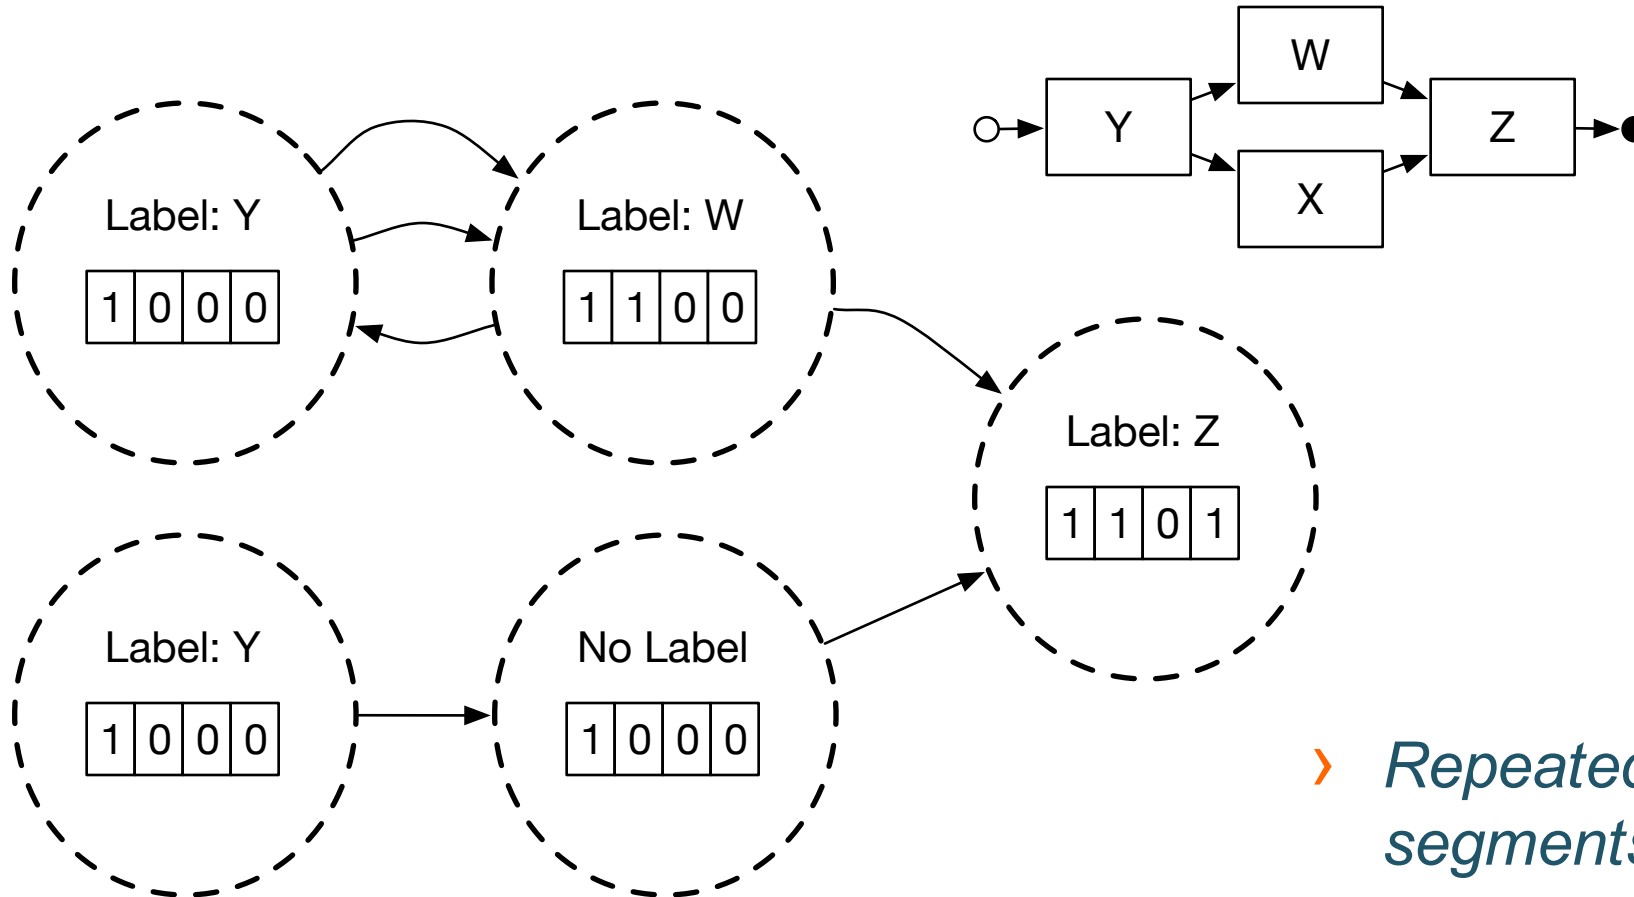 W
Y
Z
X
Label: Y
1 0 0 0
Label: W
1 1 0 0
Label: Z
1 1 0 1
Label: Y
1 0 0 0
No Label
1 0 0 0
›